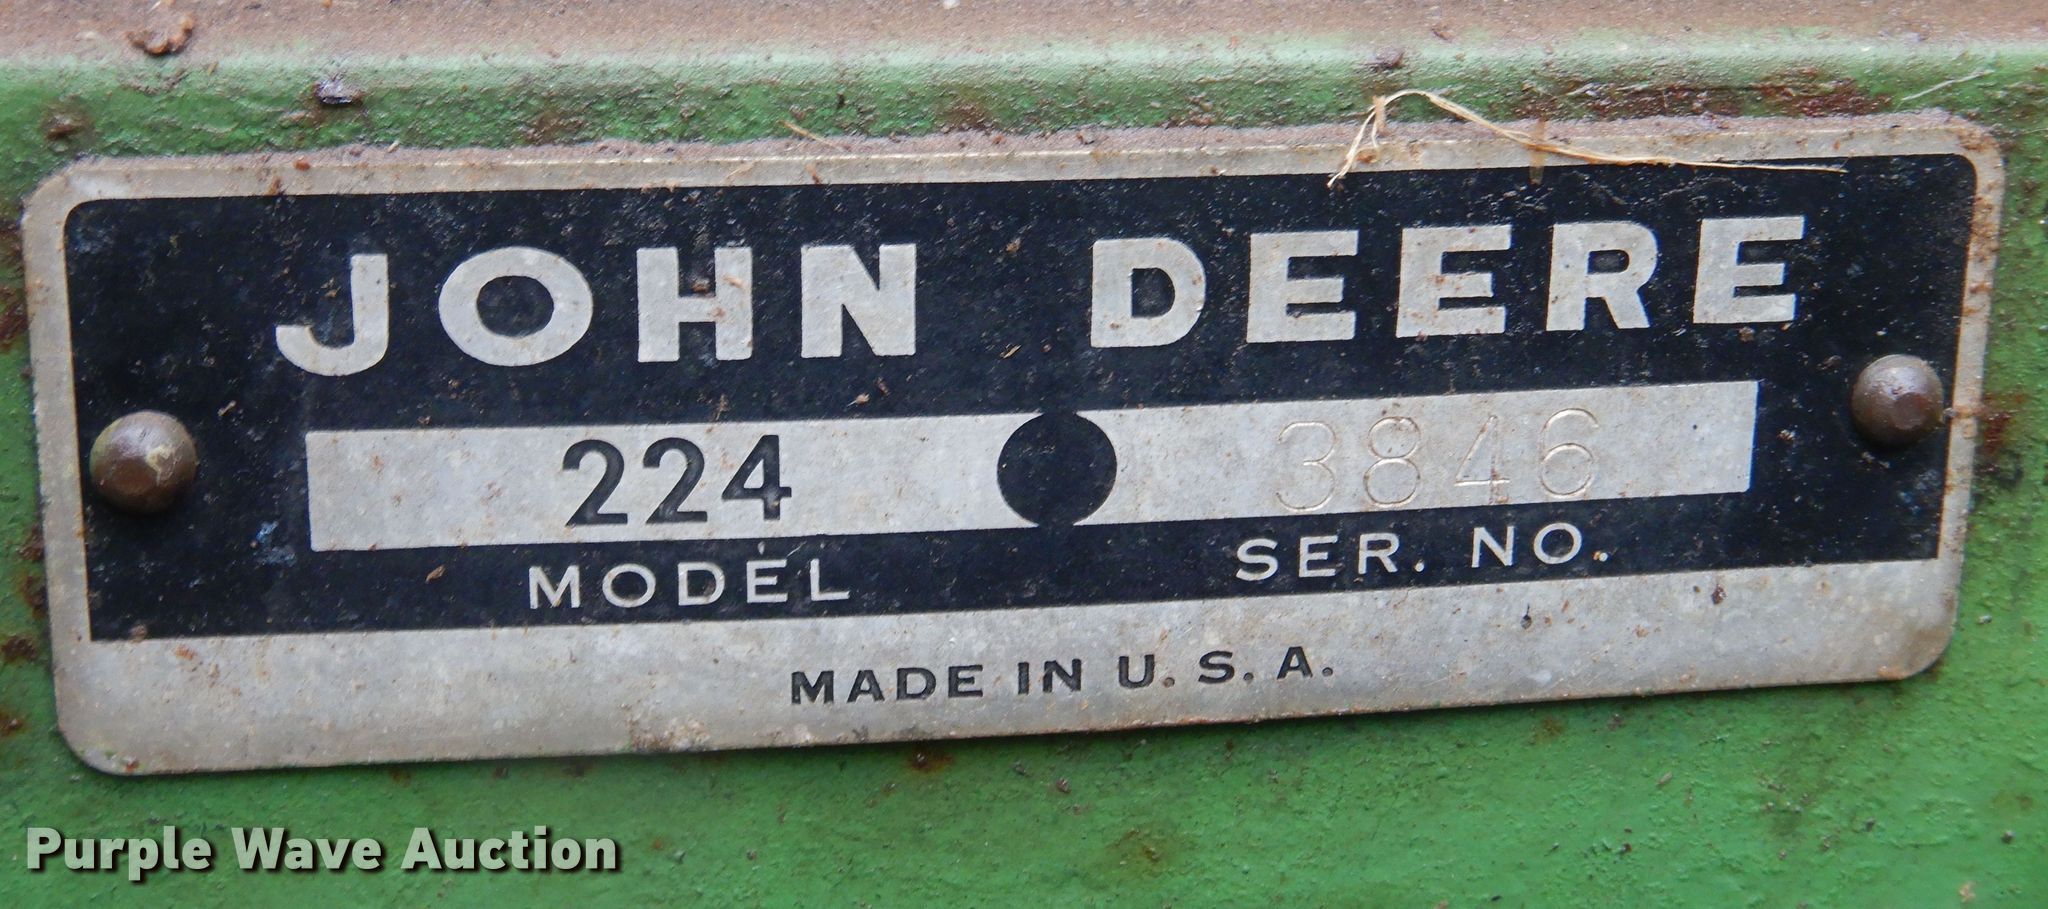 JOHN DEERE
224 3846
MODEL SER. NO.
MADE IN U.S.A.
Purple Wave Auction